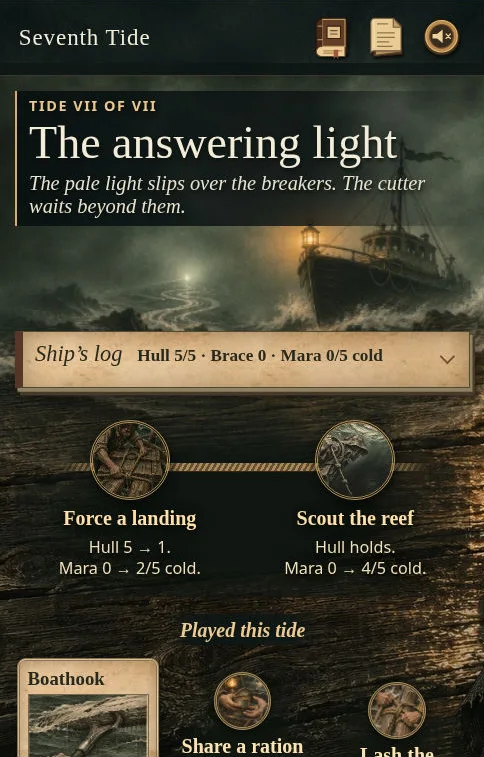 Seventh Tide
TIDE VII OF VII
The answering light
The pale light slips over the breakers. The cutter
waits beyond them.
Ship’s log Hull 5/5 · Brace 0 · Mara 0/5 cold
Force a landing
Hull 5 → 1.
Mara 0 → 2/5 cold.
Scout the reef
Hull holds.
Mara 0 → 4/5 cold.
Played this tide
Boathook
Share a ration
Lash the